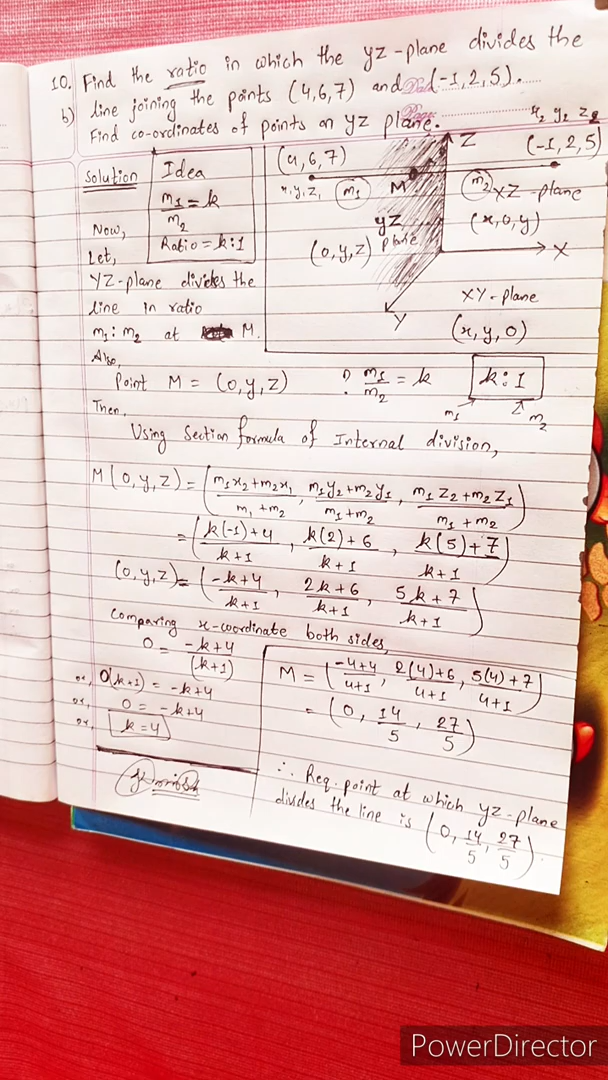 10. Find the ratio in which the yz-plane divides the
b) line joining the points (4,6,7) and (-1,2,5).
Find co-ordinates of points on yz plane.
Solution
Idea
m₁/m₂ = k
Ratio = k:1
(4,6,7)
x₁y₁z₁
m₁
M
m₂
x₂ y₂ z₂
(-1,2,5)
Z
XZ-plane
(x,0,y)
yz
plane
(0,y,z)
X
Y
XY-plane
(x,y,0)
Now,
Let,
YZ-plane divides the
line in ratio
m₁:m₂ at M.
Also,
Point M = (0,y,z) ∵ m₁/m₂ = k k:1
m₁ m₂
Then,
Using Section formula of Internal division,
M(0,y,z) = ((m₁x₂+m₂x₁)/(m₁+m₂), (m₁y₂+m₂y₁)/(m₁+m₂), (m₁z₂+m₂z₁)/(m₁+m₂))
= ((k(-1)+4)/(k+1), (k(2)+6)/(k+1), (k(5)+7)/(k+1))
(0,y,z) = ((-k+4)/(k+1), (2k+6)/(k+1), (5k+7)/(k+1))
Comparing x-coordinate both sides,
0 = (-k+4)/(k+1)
or, 0(k+1) = -k+4
or, 0 = -k+4
or, k=4
M = ((-4+4)/(4+1), (2(4)+6)/(4+1), (5(4)+7)/(4+1))
= (0, 14/5, 27/5)
∴ Req. point at which yz-plane
divides the line is (0, 14/5, 27/5).
PowerDirector